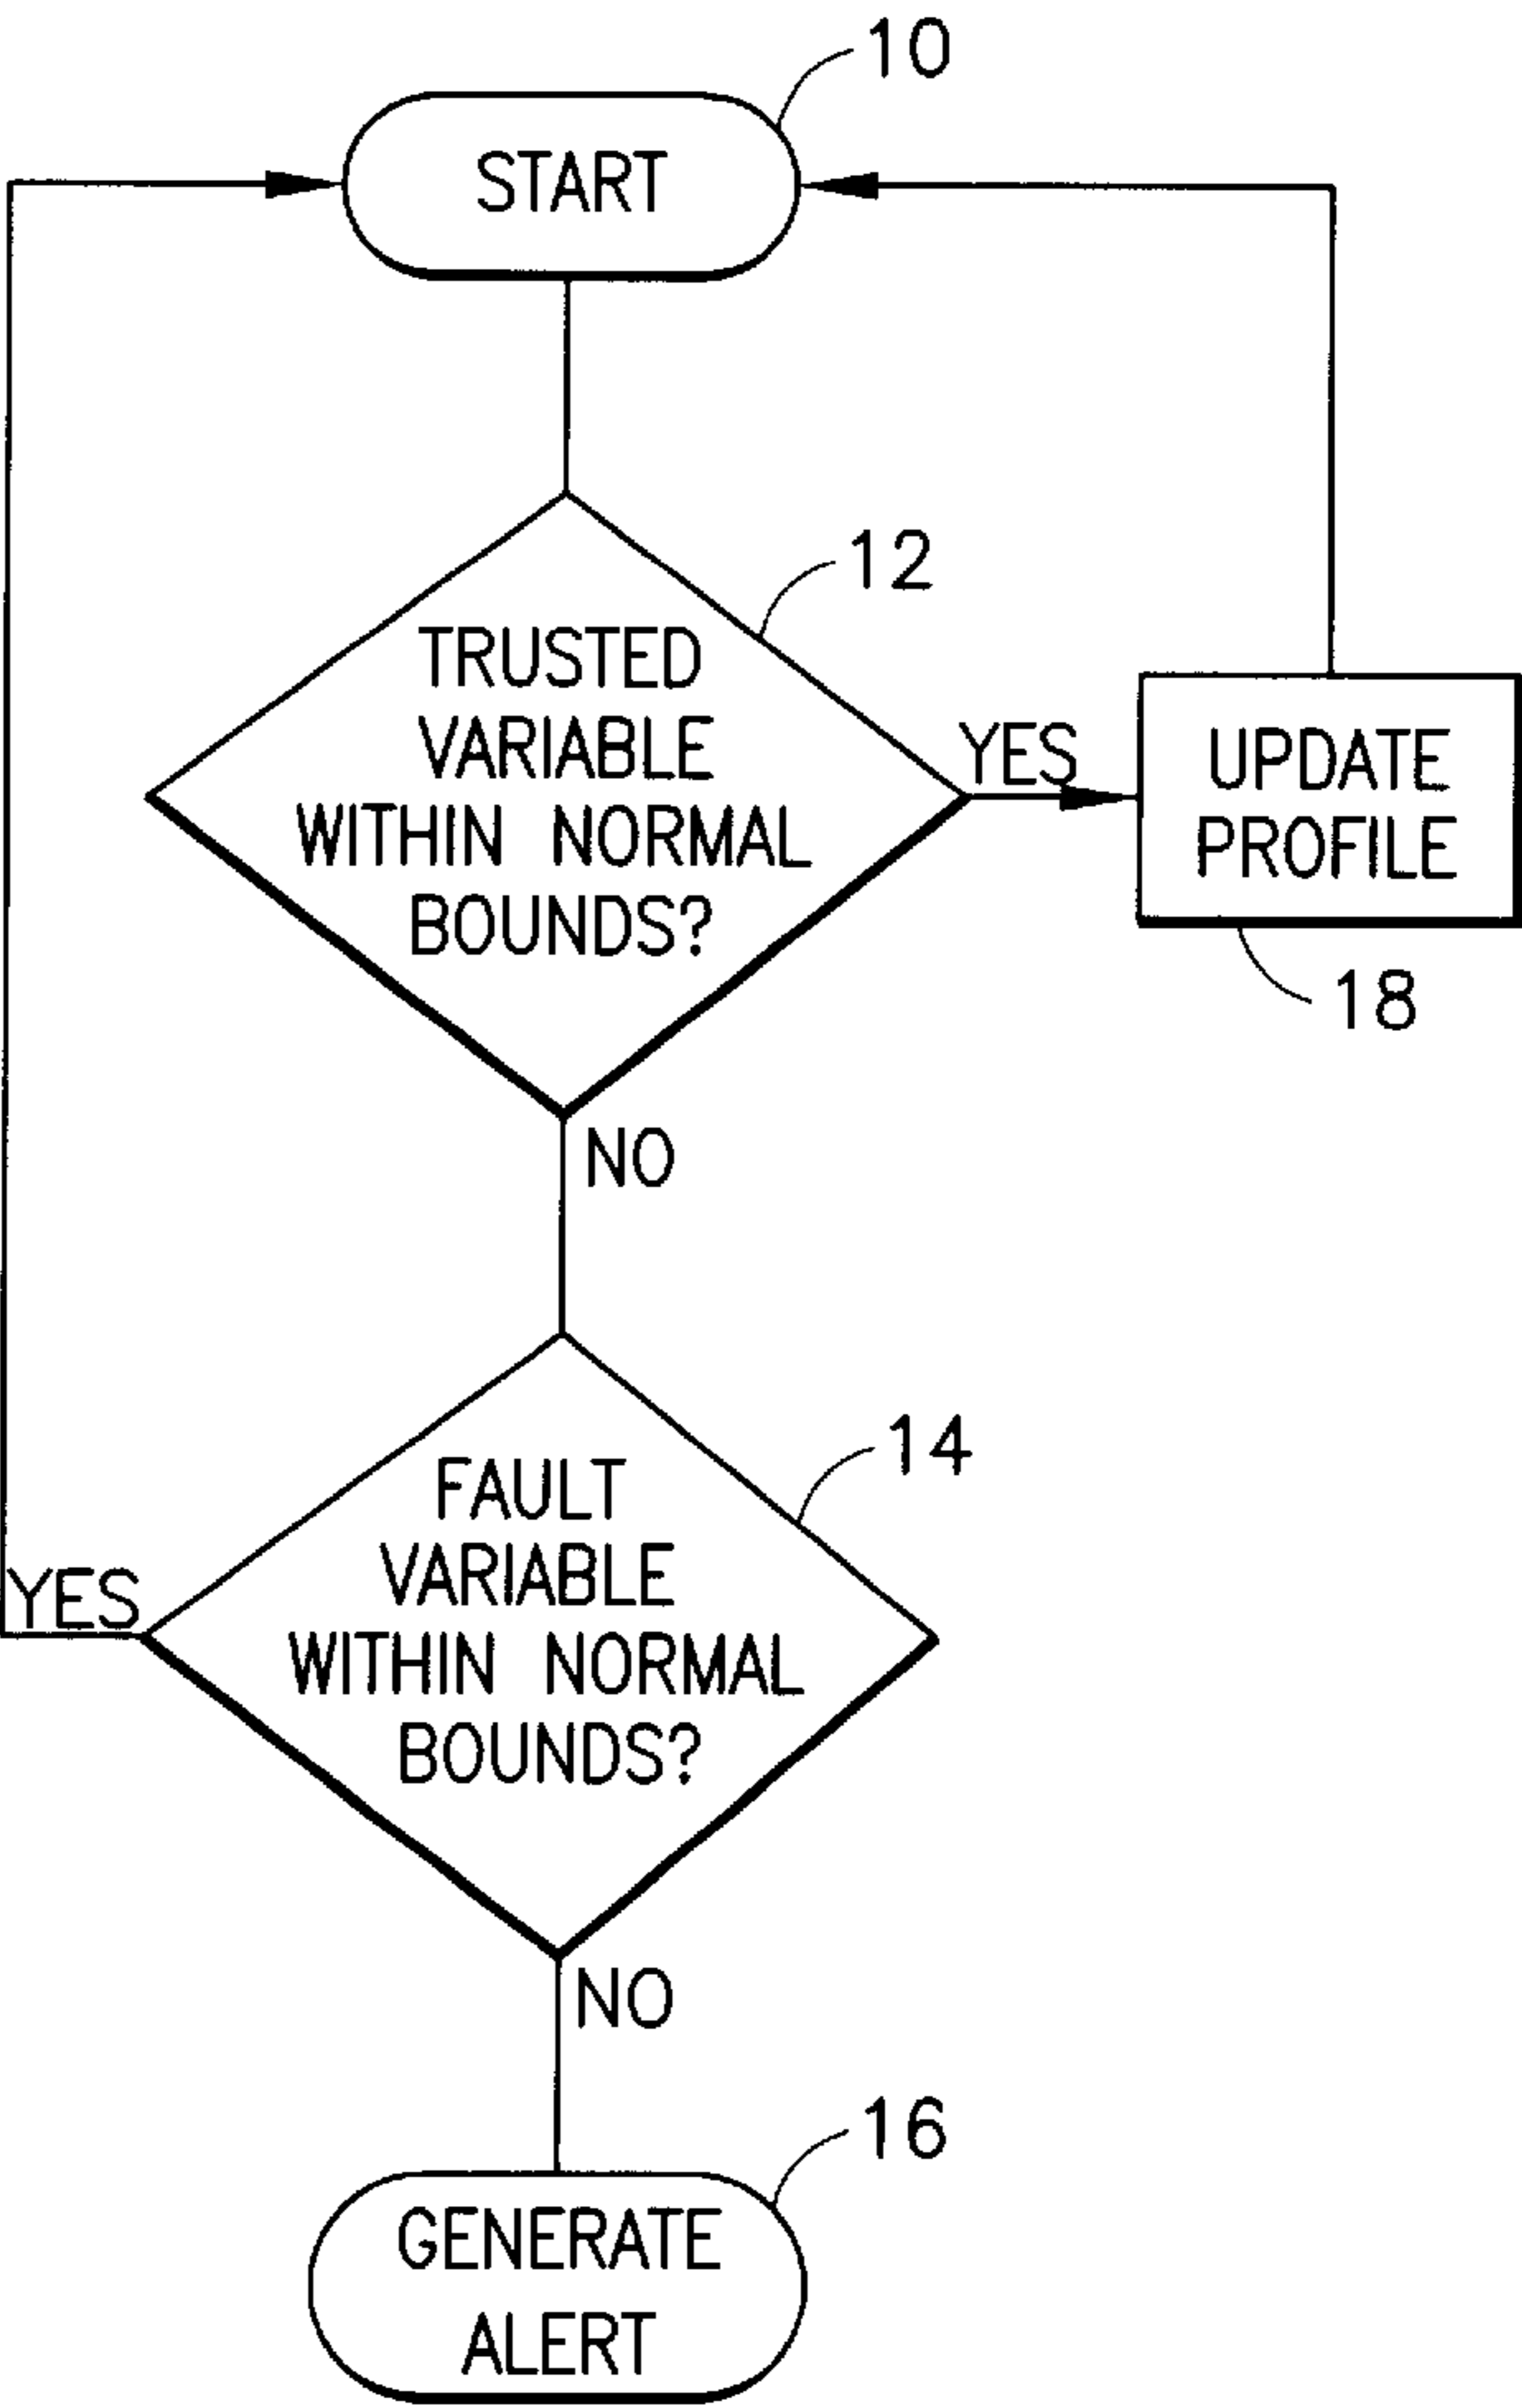 10
START
12
TRUSTED
VARIABLE
WITHIN NORMAL
BOUNDS?
YES
UPDATE
PROFILE
18
NO
14
FAULT
VARIABLE
WITHIN NORMAL
BOUNDS?
YES
NO
16
GENERATE
ALERT